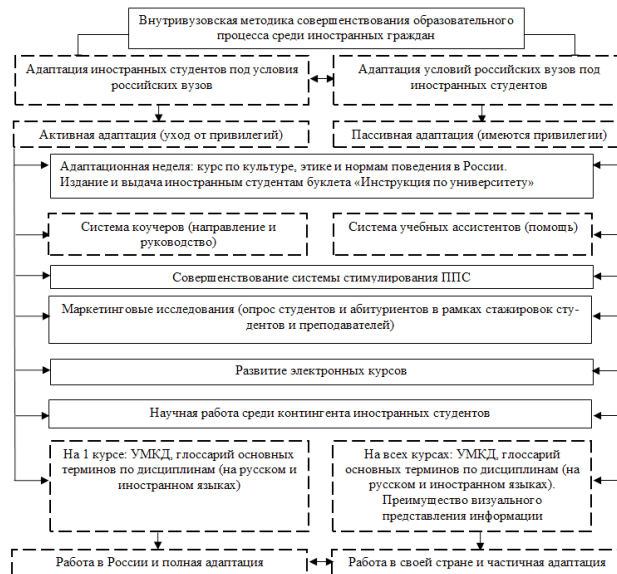 Внутривузовская методика совершенствования образовательного
процесса среди иностранных граждан
Адаптация иностранных студентов под условия
российских вузов
Адаптация условий российских вузов под
иностранных студентов
Активная адаптация (уход от привилегий)
Пассивная адаптация (имеются привилегии)
Адаптационная неделя: курс по культуре, этике и нормам поведения в России.
Издание и выдача иностранным студентам буклета «Инструкция по университету»
Система коучеров (направление и
руководство)
Система учебных ассистентов (помощь)
Совершенствование системы стимулирования ППС
Маркетинговые исследования (опрос студентов и абитуриентов в рамках стажировок сту-
дентов и преподавателей)
Развитие электронных курсов
Научная работа среди контингента иностранных студентов
На 1 курсе: УМКД, глоссарий основных
терминов по дисциплинам (на русском и
иностранном языках)
На всех курсах: УМКД, глоссарий
основных терминов по дисциплинам (на
русском и иностранном языках).
Преимущество визуального
представления информации
Работа в России и полная адаптация
Работа в своей стране и частичная адаптация